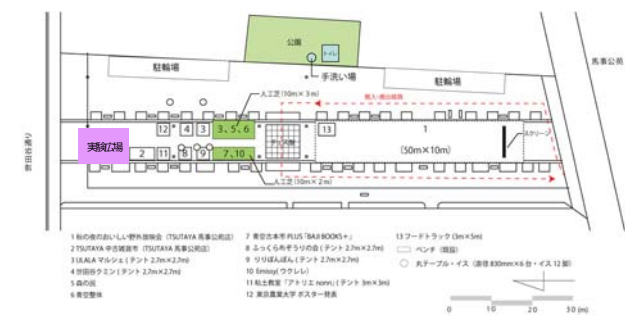 公園
トイレ
手洗い場
駐輪場
駐輪場
馬事公苑
世田谷通り
人工芝(10m×3m)
搬入・搬出経路
12
4
3
3、5、6
13
1
(50m×10m)
スクリーン
実験広場
2
11
8
9
7、10
人工芝(10m×2m)
1 秋の夜のおいしい野外放映会(TSUTAYA 馬事公苑店)
2 TSUTAYA 中古雑貨市(TSUTAYA 馬事公苑店)
3 ULALA マルシェ(テント 2.7m×2.7m)
4 世田谷クミン(テント 2.7m×2.7m)
5 森の民
6 青空整体
7 青空古本市 PLUS「BAJI BOOKS+」
8 ふっくらわぞうりの会(テント 2.7m×2.7m)
9 りりぽんぽん(テント 2.7m×2.7m)
10 Emissy(ウクレレ)
11 粘土教室「アトリエ nonn」(テント 3m×3m)
12 東京農業大学 ポスター発表
13 フードトラック(3m×5m)
ベンチ(既設)
丸テーブル・イス(直径 830mm×6 台・イス 12 脚)
0 10 20 30 (m)